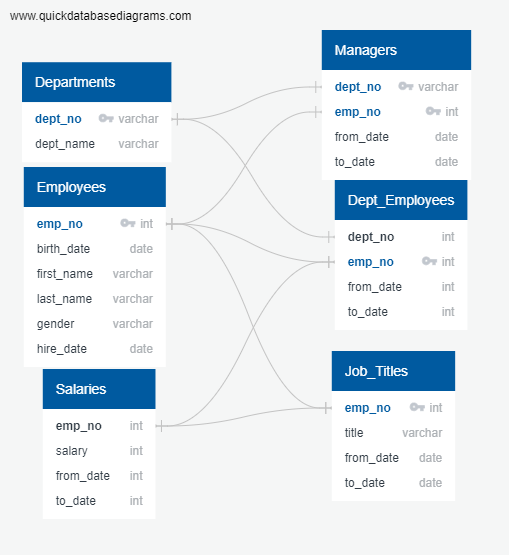 www.quickdatabasediagrams.com
Departments
dept_no varchar
dept_name varchar
Employees
emp_no int
birth_date date
first_name varchar
last_name varchar
gender varchar
hire_date date
Salaries
emp_no int
salary int
from_date int
to_date int
Managers
dept_no varchar
emp_no int
from_date date
to_date date
Dept_Employees
dept_no int
emp_no int
from_date int
to_date int
Job_Titles
emp_no int
title varchar
from_date date
to_date date